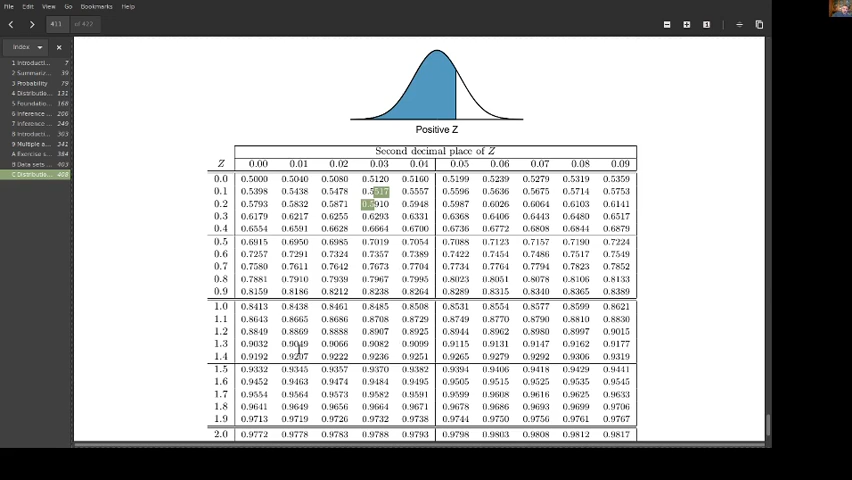 File Edit View Go Bookmarks Help
411 of 422
Index
1 Introducti... 7
2 Summariz... 39
3 Probability 79
4 Distributio... 131
5 Foundatio... 168
6 Inference ... 206
7 Inference ... 249
8 Introducti... 303
9 Multiple a... 341
A Exercise s... 384
B Data sets ... 403
C Distributio... 408
Positive Z
Second decimal place of Z
Z 0.00 0.01 0.02 0.03 0.04 0.05 0.06 0.07 0.08 0.09
0.0 0.5000 0.5040 0.5080 0.5120 0.5160 0.5199 0.5239 0.5279 0.5319 0.5359
0.1 0.5398 0.5438 0.5478 0.5517 0.5557 0.5596 0.5636 0.5675 0.5714 0.5753
0.2 0.5793 0.5832 0.5871 0.5910 0.5948 0.5987 0.6026 0.6064 0.6103 0.6141
0.3 0.6179 0.6217 0.6255 0.6293 0.6331 0.6368 0.6406 0.6443 0.6480 0.6517
0.4 0.6554 0.6591 0.6628 0.6664 0.6700 0.6736 0.6772 0.6808 0.6844 0.6879
0.5 0.6915 0.6950 0.6985 0.7019 0.7054 0.7088 0.7123 0.7157 0.7190 0.7224
0.6 0.7257 0.7291 0.7324 0.7357 0.7389 0.7422 0.7454 0.7486 0.7517 0.7549
0.7 0.7580 0.7611 0.7642 0.7673 0.7704 0.7734 0.7764 0.7794 0.7823 0.7852
0.8 0.7881 0.7910 0.7939 0.7967 0.7995 0.8023 0.8051 0.8078 0.8106 0.8133
0.9 0.8159 0.8186 0.8212 0.8238 0.8264 0.8289 0.8315 0.8340 0.8365 0.8389
1.0 0.8413 0.8438 0.8461 0.8485 0.8508 0.8531 0.8554 0.8577 0.8599 0.8621
1.1 0.8643 0.8665 0.8686 0.8708 0.8729 0.8749 0.8770 0.8790 0.8810 0.8830
1.2 0.8849 0.8869 0.8888 0.8907 0.8925 0.8944 0.8962 0.8980 0.8997 0.9015
1.3 0.9032 0.9049 0.9066 0.9082 0.9099 0.9115 0.9131 0.9147 0.9162 0.9177
1.4 0.9192 0.9207 0.9222 0.9236 0.9251 0.9265 0.9279 0.9292 0.9306 0.9319
1.5 0.9332 0.9345 0.9357 0.9370 0.9382 0.9394 0.9406 0.9418 0.9429 0.9441
1.6 0.9452 0.9463 0.9474 0.9484 0.9495 0.9505 0.9515 0.9525 0.9535 0.9545
1.7 0.9554 0.9564 0.9573 0.9582 0.9591 0.9599 0.9608 0.9616 0.9625 0.9633
1.8 0.9641 0.9649 0.9656 0.9664 0.9671 0.9678 0.9686 0.9693 0.9699 0.9706
1.9 0.9713 0.9719 0.9726 0.9732 0.9738 0.9744 0.9750 0.9756 0.9761 0.9767
2.0 0.9772 0.9778 0.9783 0.9788 0.9793 0.9798 0.9803 0.9808 0.9812 0.9817